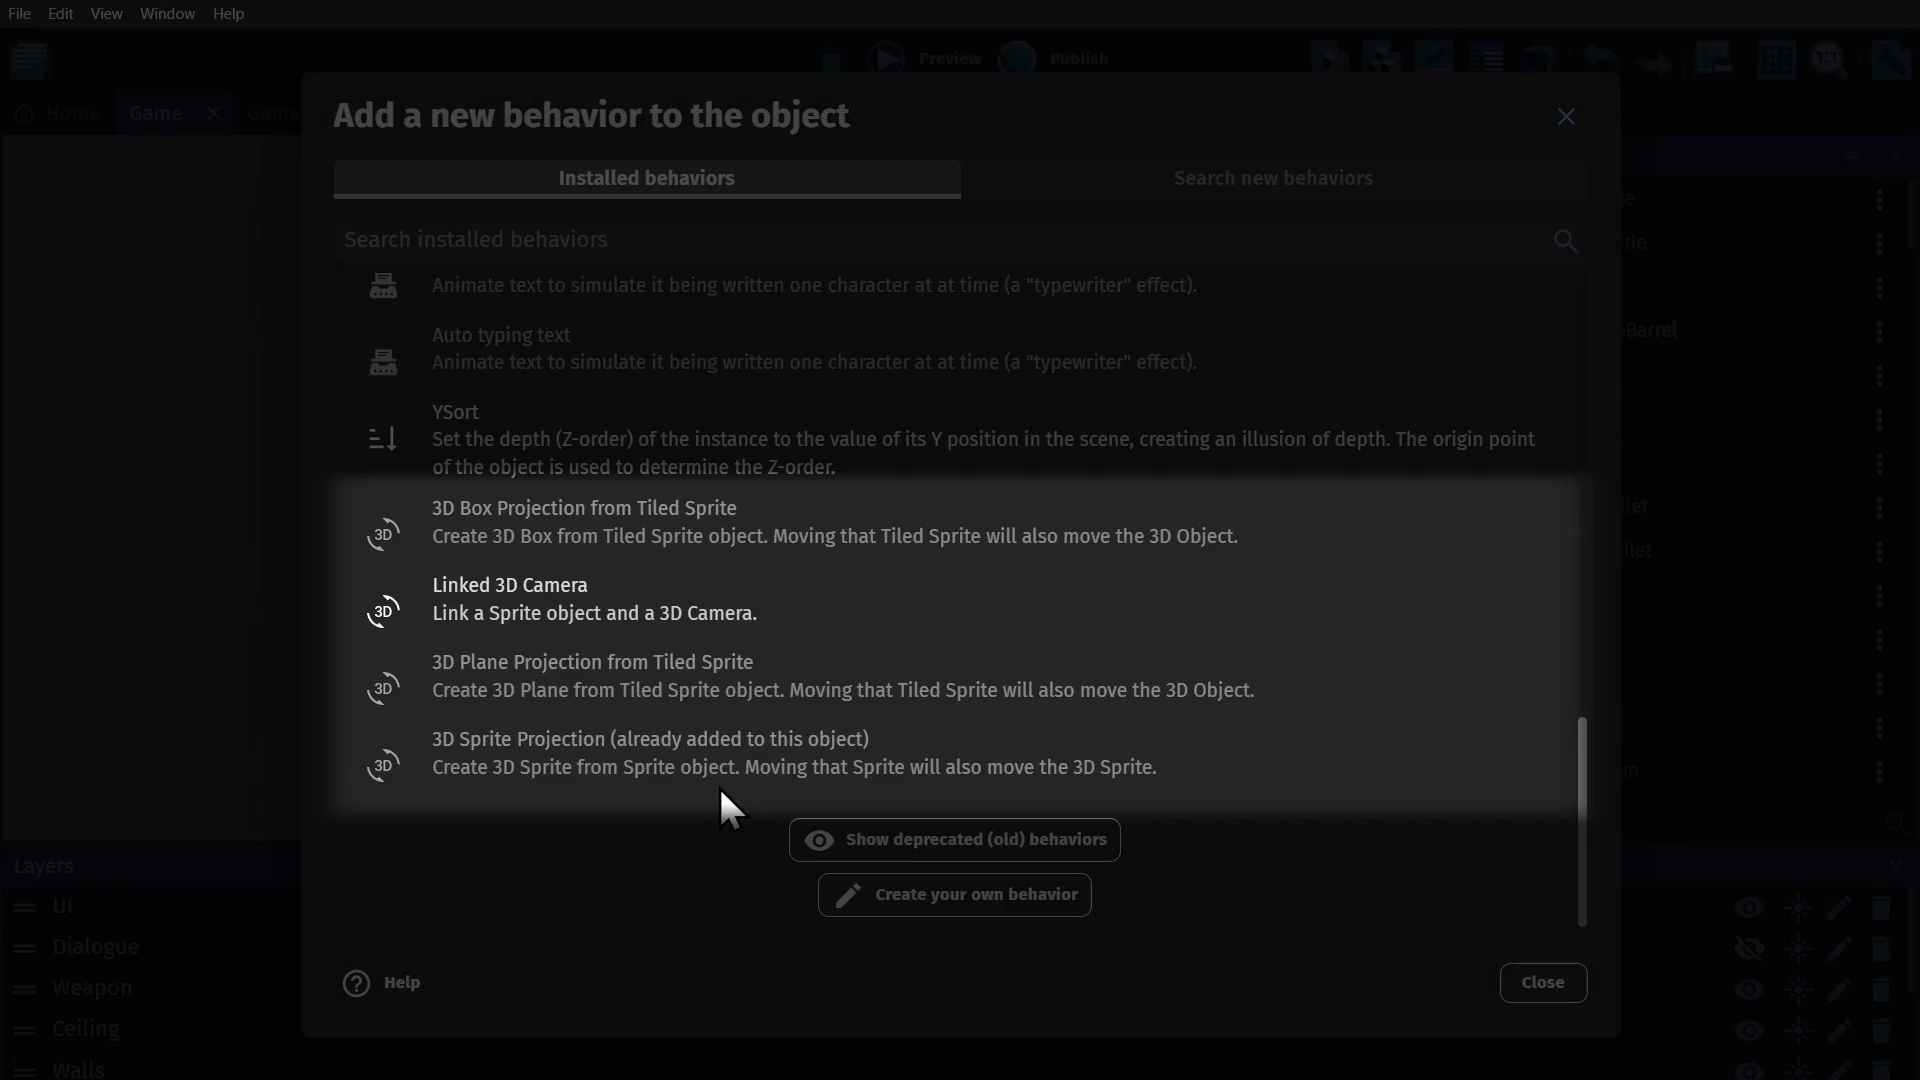 File Edit View Window Help
Preview Publish
1:1
Home Game Game
Add a new behavior to the object
Installed behaviors Search new behaviors
Search installed behaviors
Animate text to simulate it being written one character at at time (a "typewriter" effect).
Auto typing text
Animate text to simulate it being written one character at at time (a "typewriter" effect).
YSort
Set the depth (Z-order) of the instance to the value of its Y position in the scene, creating an illusion of depth. The origin point
of the object is used to determine the Z-order.
3D Box Projection from Tiled Sprite
3D Create 3D Box from Tiled Sprite object. Moving that Tiled Sprite will also move the 3D Object.
Linked 3D Camera
3D Link a Sprite object and a 3D Camera.
3D Plane Projection from Tiled Sprite
3D Create 3D Plane from Tiled Sprite object. Moving that Tiled Sprite will also move the 3D Object.
3D Sprite Projection (already added to this object)
3D Create 3D Sprite from Sprite object. Moving that Sprite will also move the 3D Sprite.
Show deprecated (old) behaviors
Create your own behavior
Help Close
eBarrel
Layers
UI
Dialogue
Weapon
Ceiling
Walls